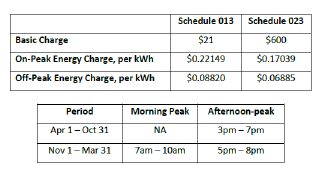 Schedule 013 Schedule 023
Basic Charge $21 $600
On-Peak Energy Charge, per kWh $0.22149 $0.17039
Off-Peak Energy Charge, per kWh $0.08820 $0.06885
Period Morning Peak Afternoon-peak
Apr 1 – Oct 31 NA 3pm – 7pm
Nov 1 – Mar 31 7am – 10am 5pm – 8pm